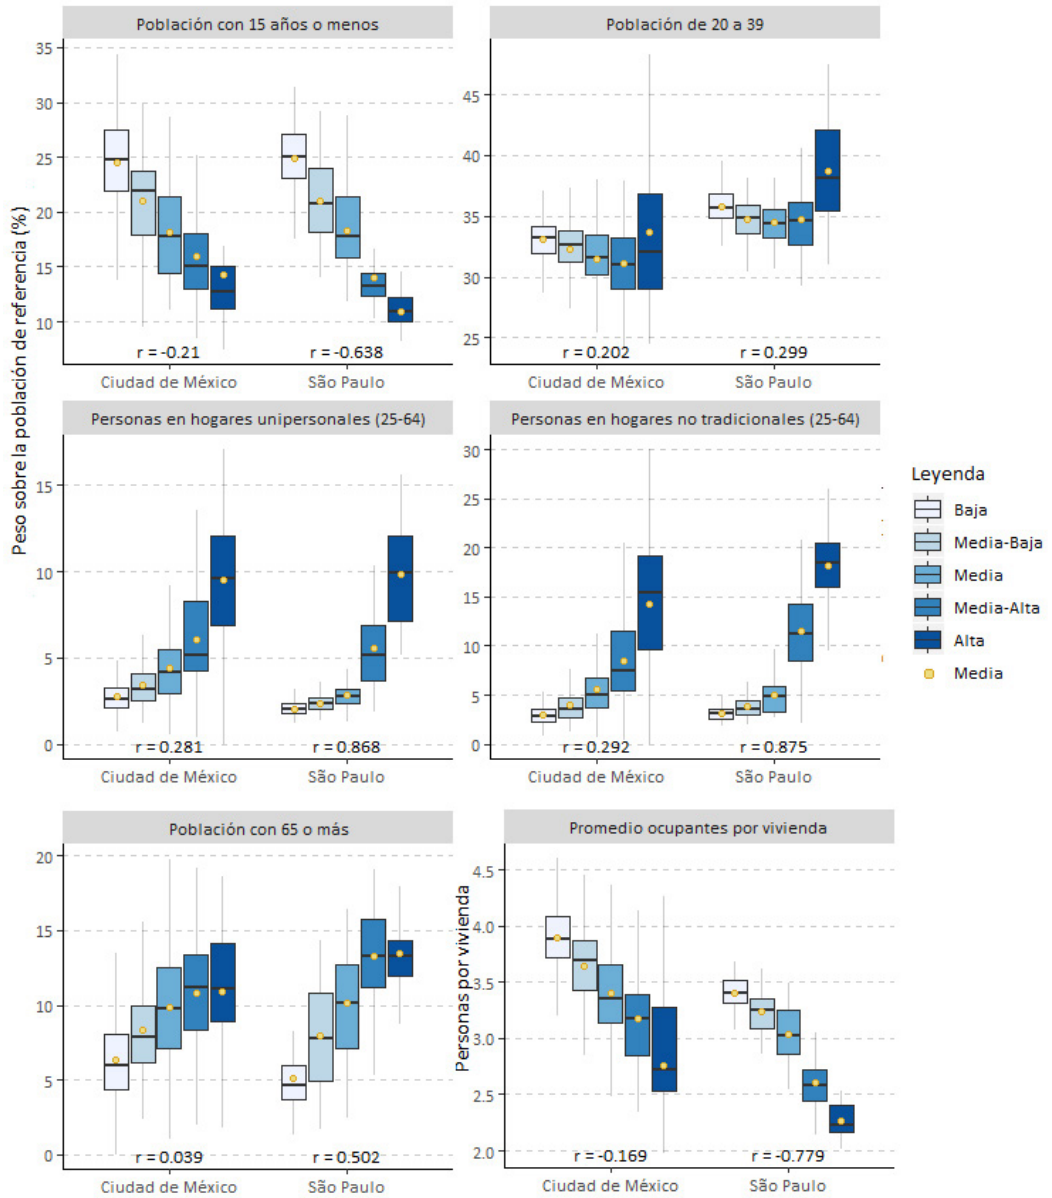 Población con 15 años o menos
Población de 20 a 39
Peso sobre la población de referencia (%)
35
30
25
20
15
10
r = -0.21
r = -0.638
Ciudad de México
São Paulo
45
40
35
30
25
r = 0.202
r = 0.299
Ciudad de México
São Paulo
Personas en hogares unipersonales (25-64)
Personas en hogares no tradicionales (25-64)
15
10
5
0
r = 0.281
r = 0.868
Ciudad de México
São Paulo
30
25
20
15
10
5
0
r = 0.292
r = 0.875
Ciudad de México
São Paulo
Leyenda
Baja
Media-Baja
Media
Media-Alta
Alta
Media
Población con 65 o más
Promedio ocupantes por vivienda
20
15
10
5
0
r = 0.039
r = 0.502
Ciudad de México
São Paulo
Personas por vivienda
4.5
4.0
3.5
3.0
2.5
2.0
r = -0.169
r = -0.779
Ciudad de México
São Paulo